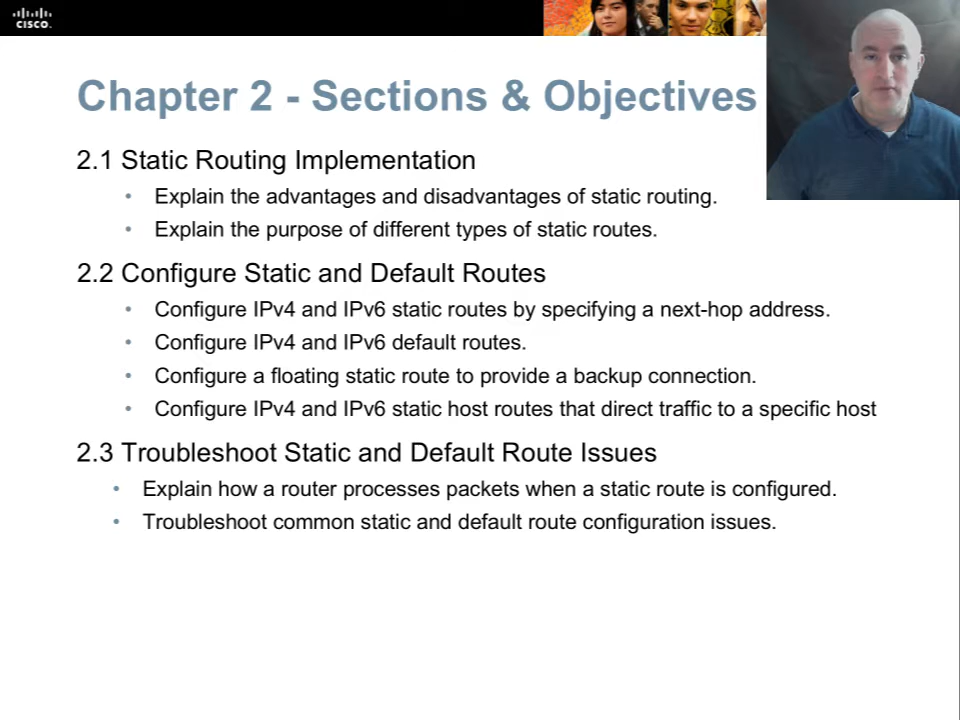 CISCO.
Chapter 2 - Sections & Objectives
2.1 Static Routing Implementation
• Explain the advantages and disadvantages of static routing.
• Explain the purpose of different types of static routes.
2.2 Configure Static and Default Routes
• Configure IPv4 and IPv6 static routes by specifying a next-hop address.
• Configure IPv4 and IPv6 default routes.
• Configure a floating static route to provide a backup connection.
• Configure IPv4 and IPv6 static host routes that direct traffic to a specific host
2.3 Troubleshoot Static and Default Route Issues
• Explain how a router processes packets when a static route is configured.
• Troubleshoot common static and default route configuration issues.